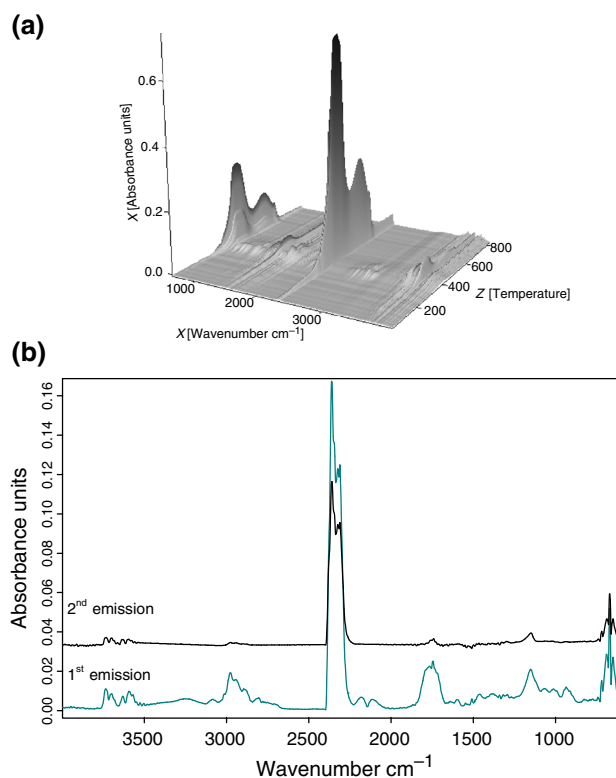 (a)
0.6
0.4
0.2
0.0
X [Absorbance units]
1000
2000
3000
X [Wavenumber cm⁻¹]
200
400
600
800
Z [Temperature]
(b)
0.16
0.14
0.12
0.10
0.08
0.06
0.04
0.02
0.00
Absorbance units
2nd emission
1st emission
3500 3000 2500 2000 1500 1000
Wavenumber cm⁻¹